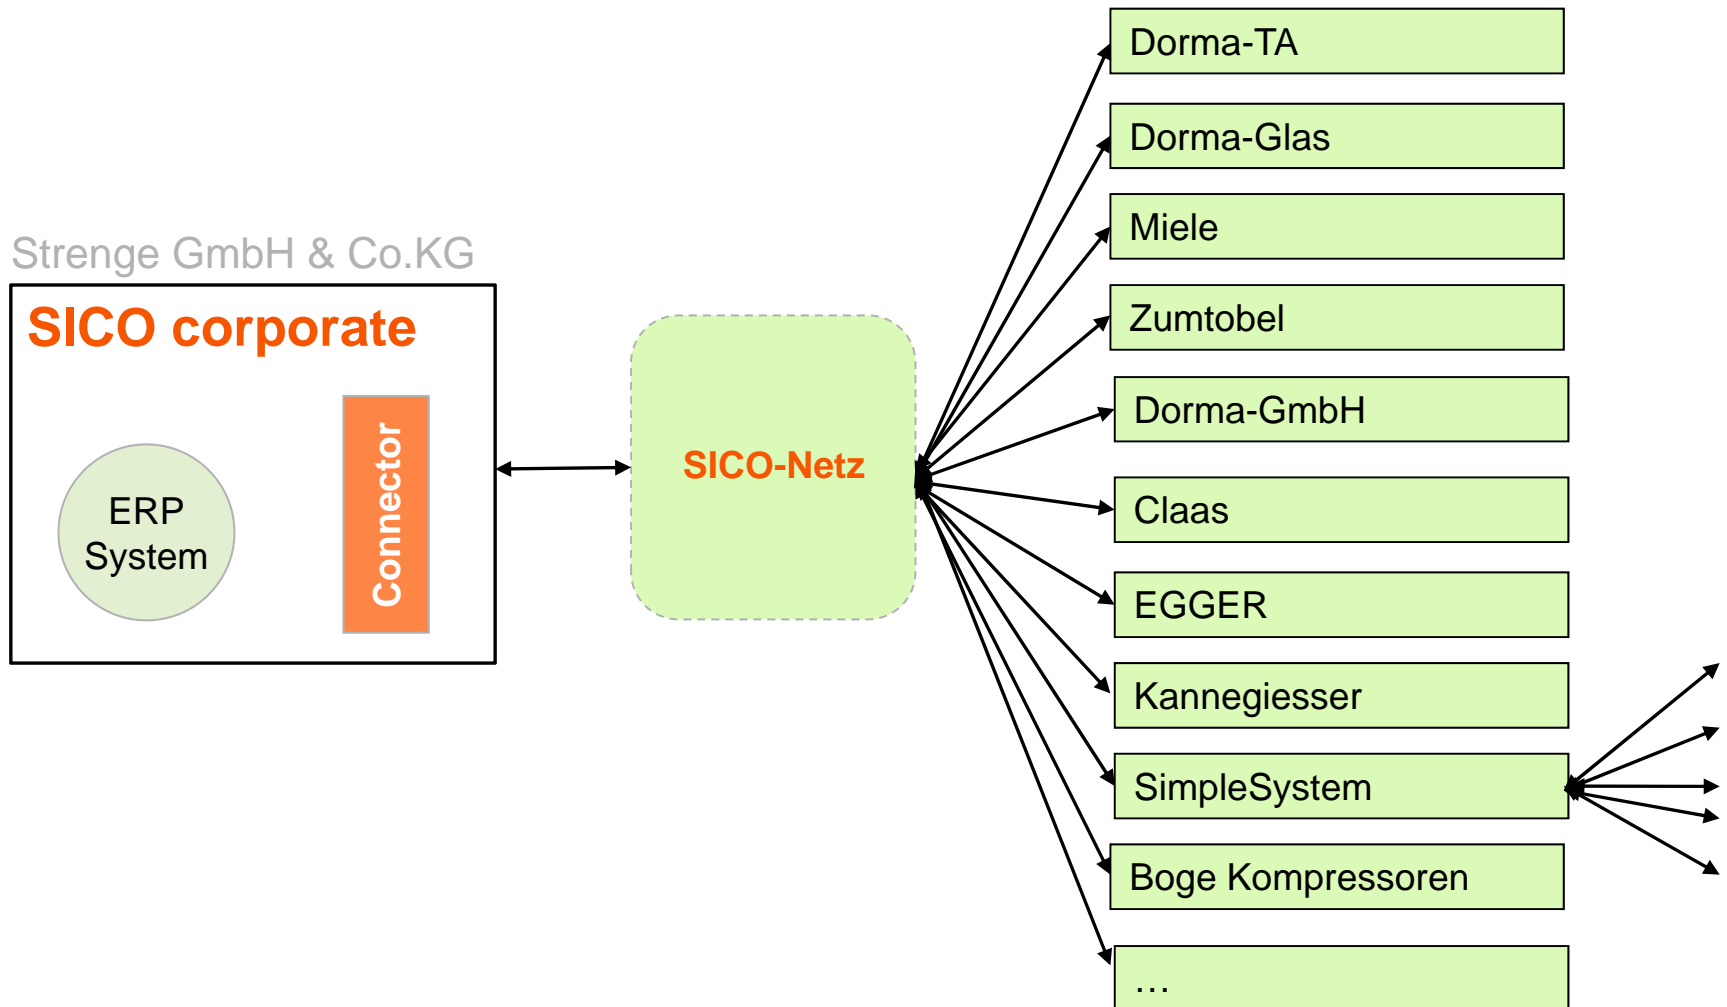 Strenge GmbH & Co.KG
SICO corporate
ERP
System
Connector
SICO-Netz
Dorma-TA
Dorma-Glas
Miele
Zumtobel
Dorma-GmbH
Claas
EGGER
Kannegiesser
SimpleSystem
Boge Kompressoren
…